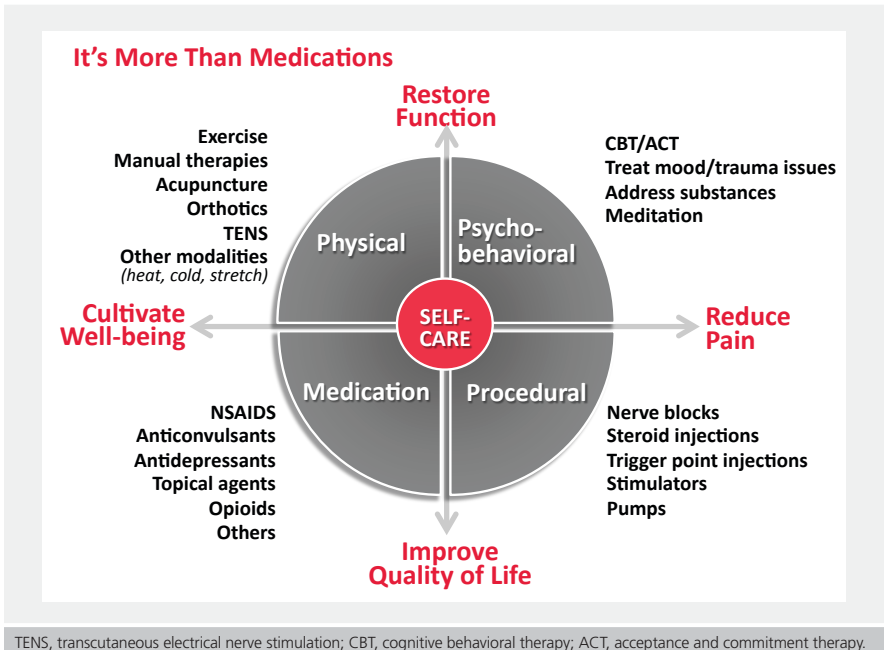 It's More Than Medications
Restore
Function
Exercise
Manual therapies
Acupuncture
Orthotics
TENS
Other modalities
(heat, cold, stretch)
CBT/ACT
Treat mood/trauma issues
Address substances
Meditation
Physical
Psycho-
behavioral
Cultivate
Well-being
SELF-
CARE
Reduce
Pain
Medication
Procedural
NSAIDS
Anticonvulsants
Antidepressants
Topical agents
Opioids
Others
Nerve blocks
Steroid injections
Trigger point injections
Stimulators
Pumps
Improve
Quality of Life
TENS, transcutaneous electrical nerve stimulation; CBT, cognitive behavioral therapy; ACT, acceptance and commitment therapy.